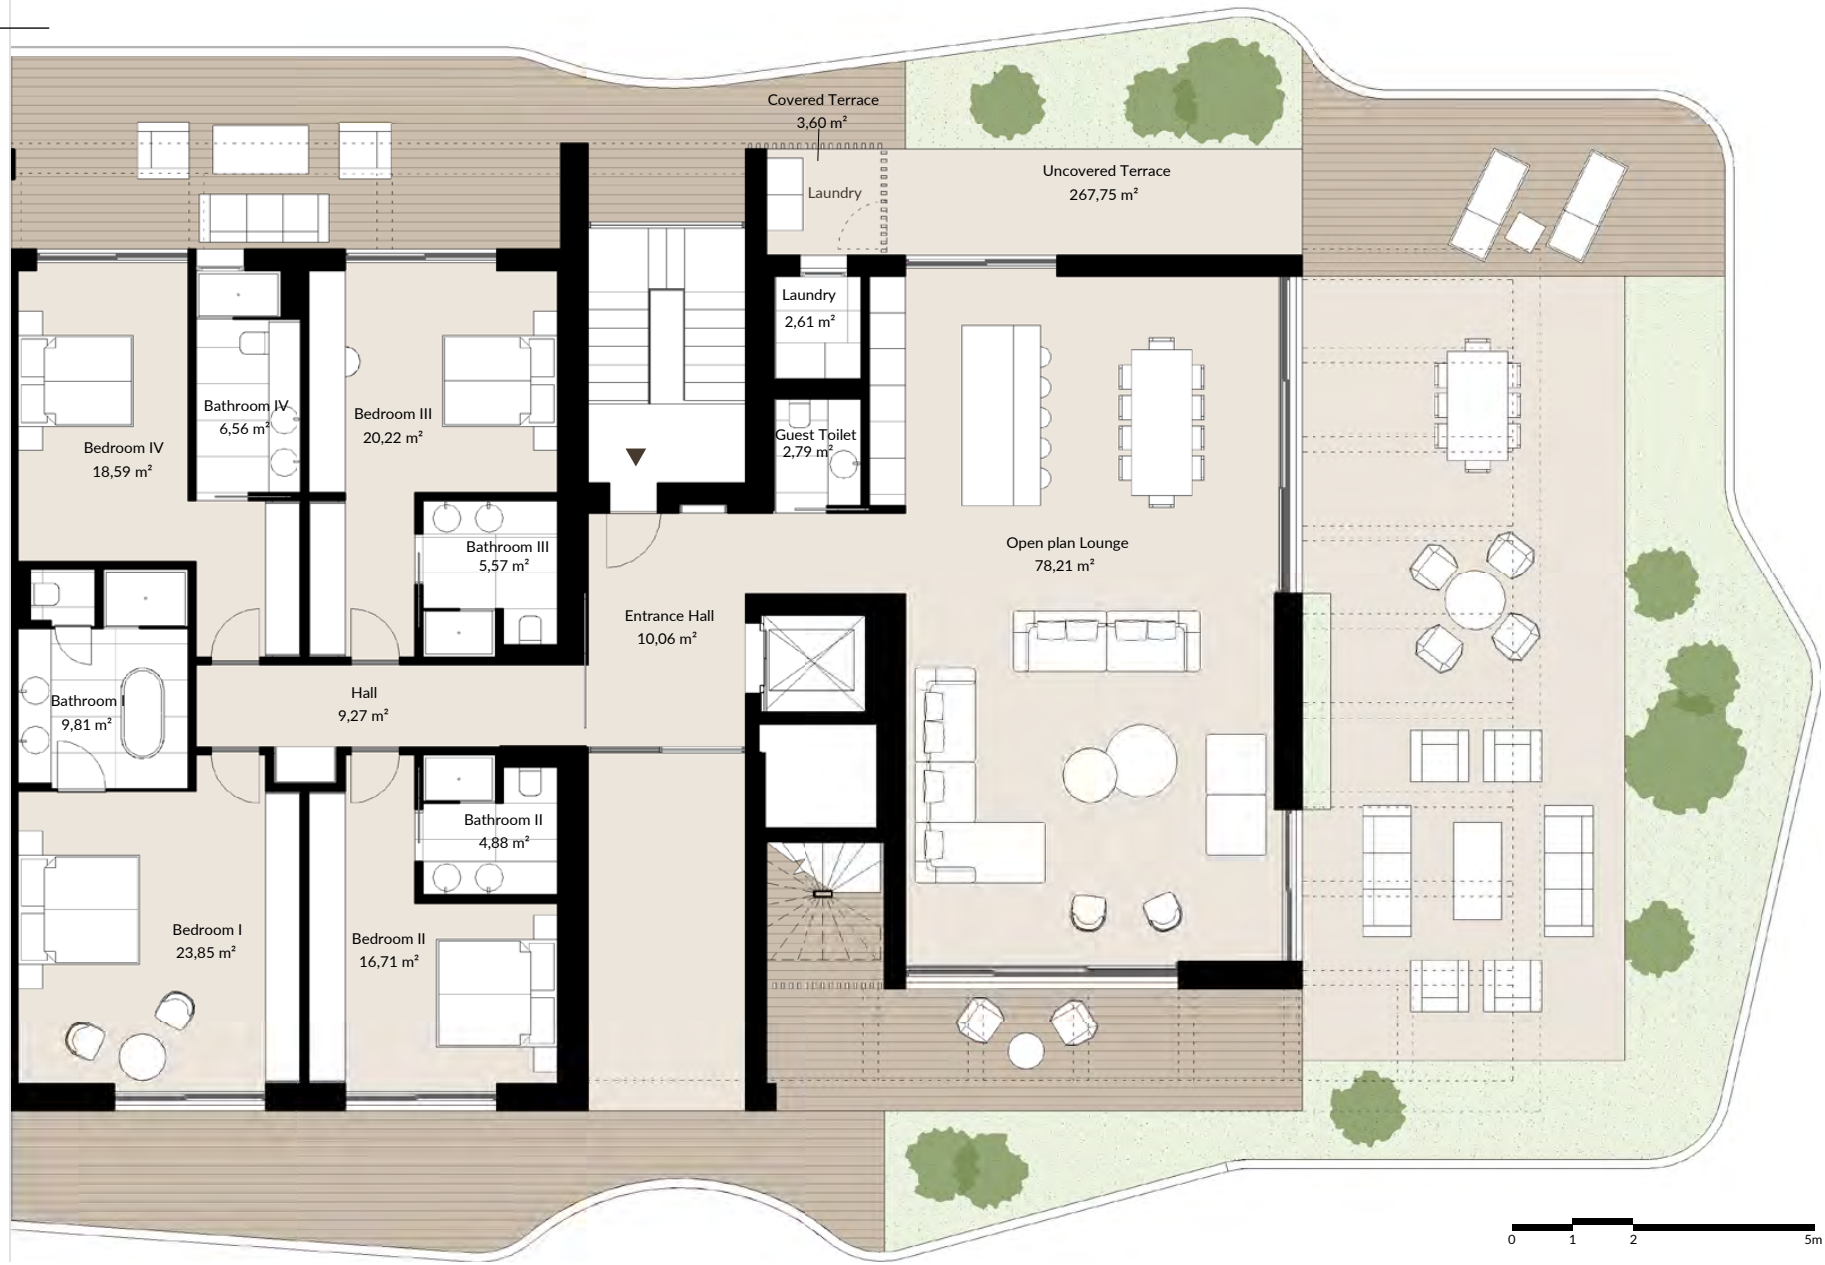 Covered Terrace
3,60 m²
Laundry
Uncovered Terrace
267,75 m²
Laundry
2,61 m²
Bathroom IV
6,56 m²
Bedroom III
20,22 m²
Bedroom IV
18,59 m²
Guest Toilet
2,79 m²
Bathroom III
5,57 m²
Open plan Lounge
78,21 m²
Entrance Hall
10,06 m²
Hall
9,27 m²
Bathroom I
9,81 m²
Bathroom II
4,88 m²
Bedroom I
23,85 m²
Bedroom II
16,71 m²
0 1 2 5m